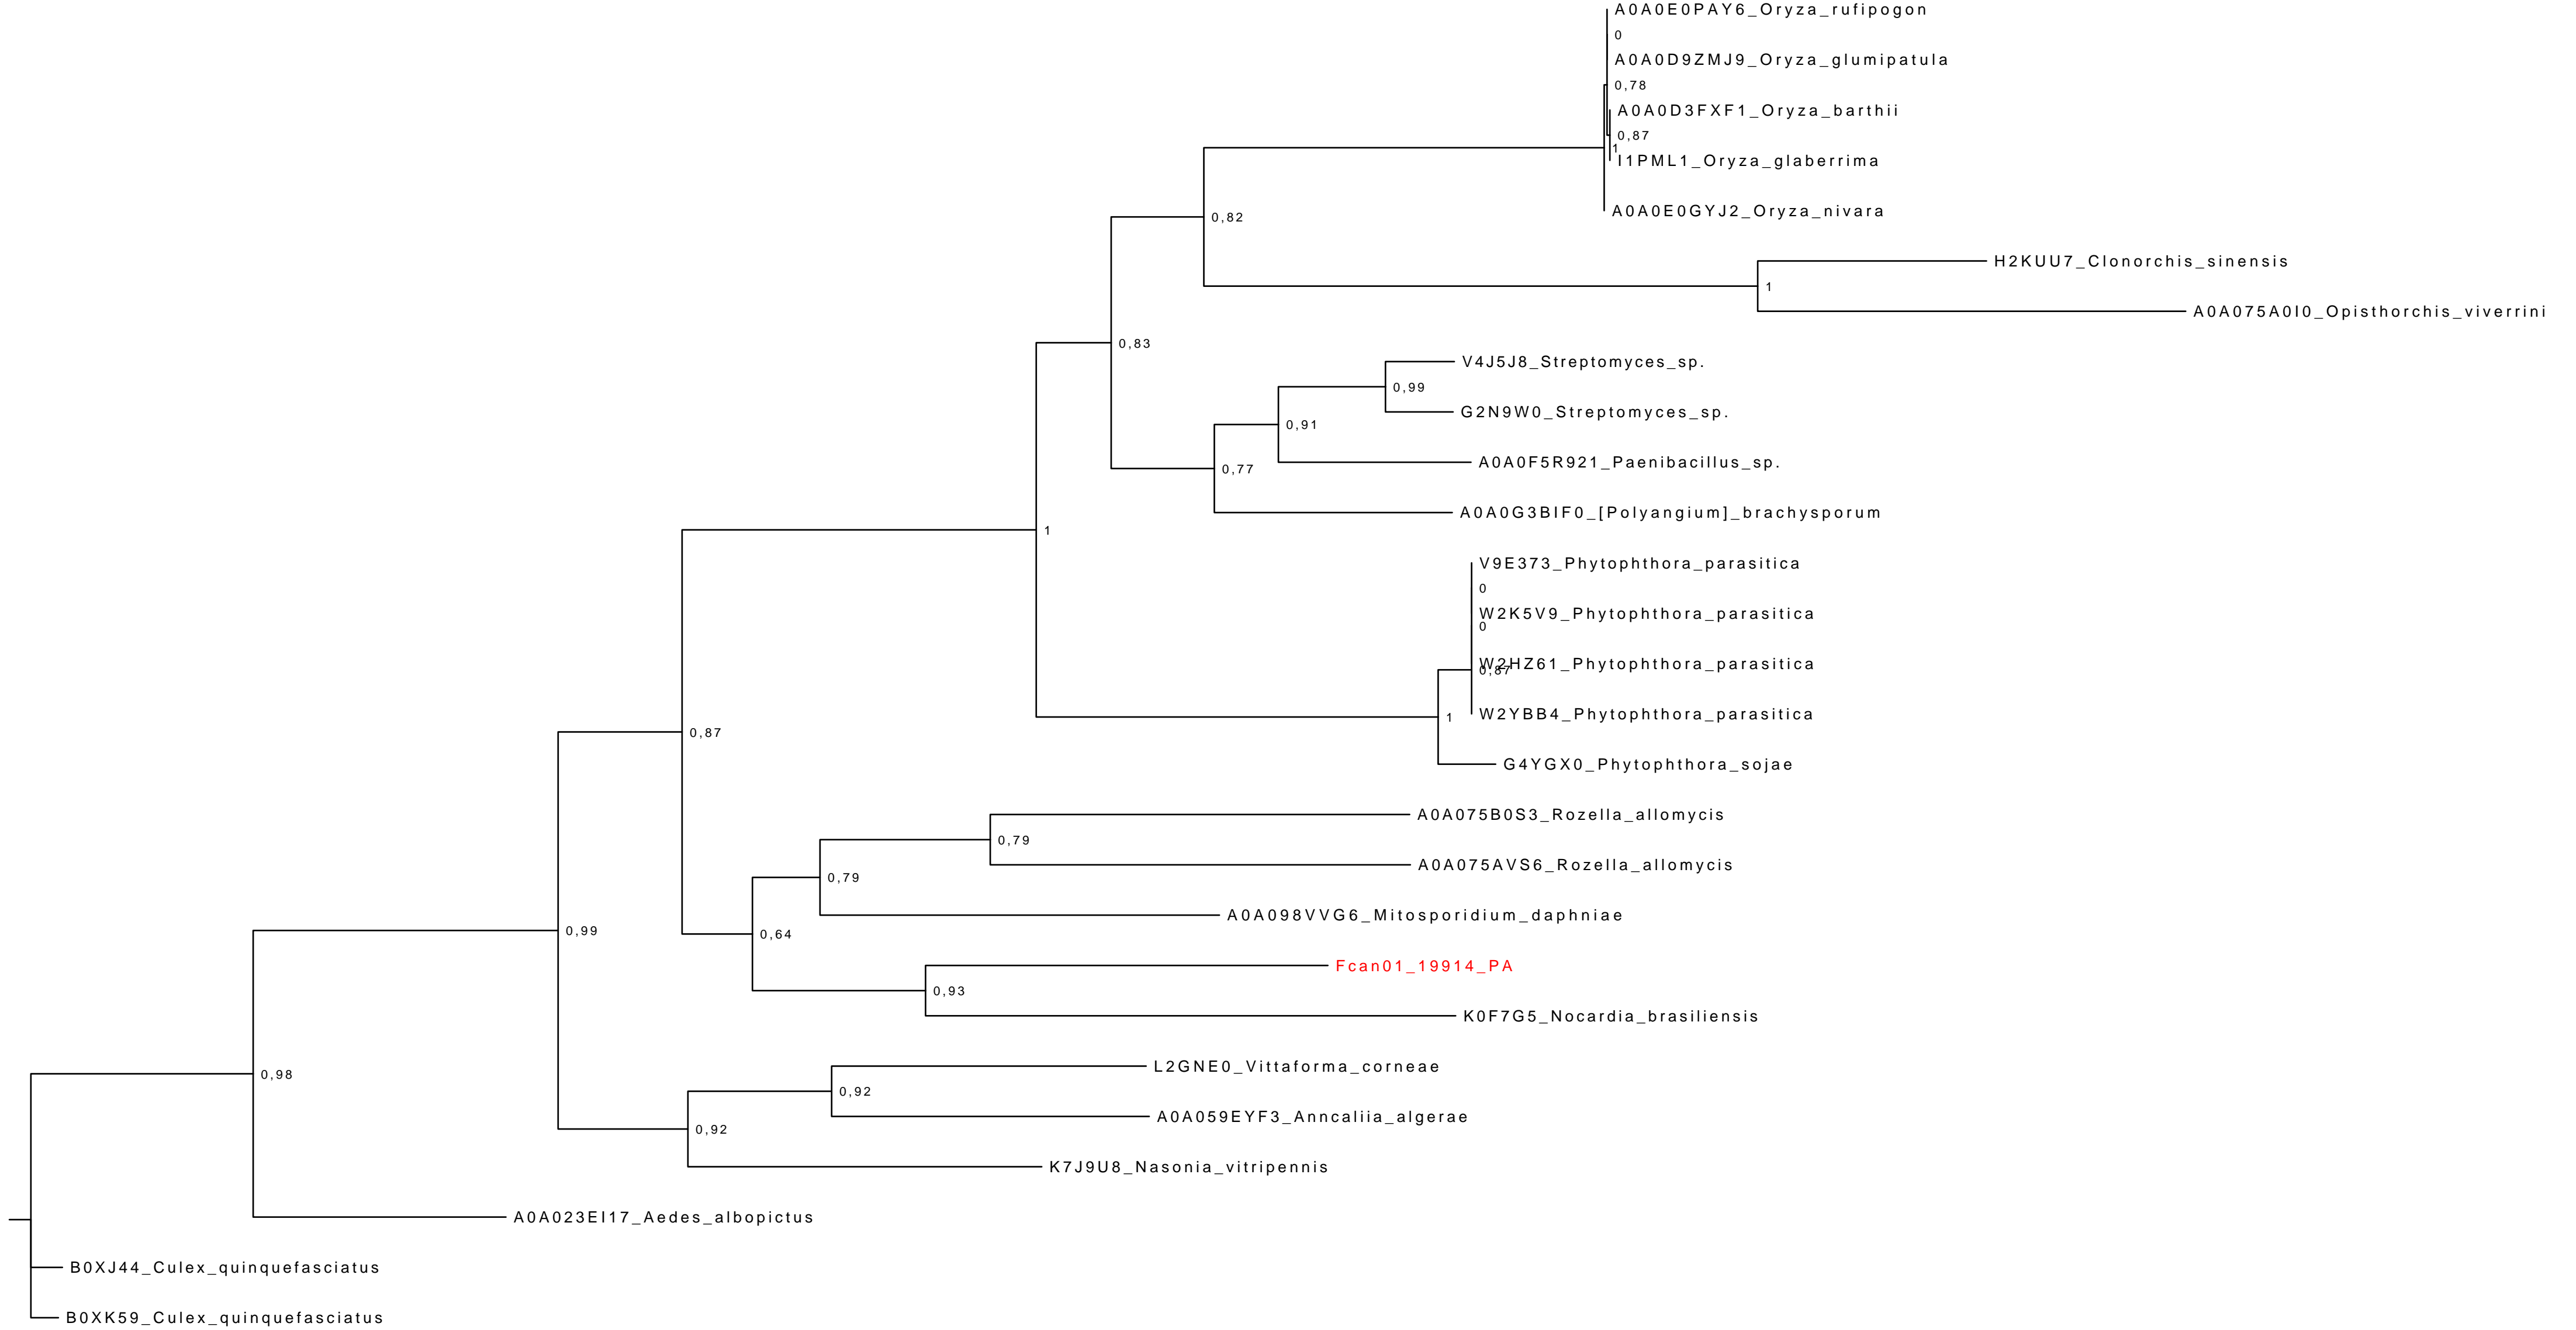 A0A0E0PAY6_Oryza_rufipogon
0
A0A0D9ZMJ9_Oryza_glumipatula
0,78
A0A0D3FXF1_Oryza_barthii
0,87
1
I1PML1_Oryza_glaberrima
A0A0E0GYJ2_Oryza_nivara
0,82
H2KUU7_Clonorchis_sinensis
1
A0A075A0I0_Opisthorchis_viverrini
0,83
V4J5J8_Streptomyces_sp.
0,99
G2N9W0_Streptomyces_sp.
0,91
A0A0F5R921_Paenibacillus_sp.
0,77
A0A0G3BIF0_[Polyangium]_brachysporum
1
V9E373_Phytophthora_parasitica
0
W2K5V9_Phytophthora_parasitica
0
W2HZ61_Phytophthora_parasitica
0,87
W2YBB4_Phytophthora_parasitica
1
0,87
G4YGX0_Phytophthora_sojae
A0A075B0S3_Rozella_allomycis
0,79
A0A075AVS6_Rozella_allomycis
0,79
A0A098VVG6_Mitosporidium_daphniae
0,99
0,64
Fcan01_19914_PA
0,93
K0F7G5_Nocardia_brasiliensis
L2GNE0_Vittaforma_corneae
0,98
0,92
A0A059EYF3_Anncaliia_algerae
0,92
K7J9U8_Nasonia_vitripennis
A0A023EI17_Aedes_albopictus
B0XJ44_Culex_quinquefasciatus
B0XK59_Culex_quinquefasciatus